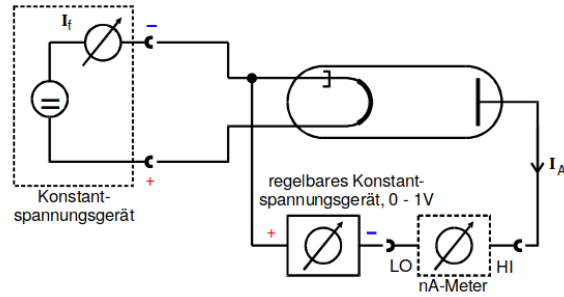 I_f
−
+
Konstant-
spannungsgerät
regelbares Konstant-
spannungsgerät, 0 - 1V
+
−
LO
HI
nA-Meter
I_A